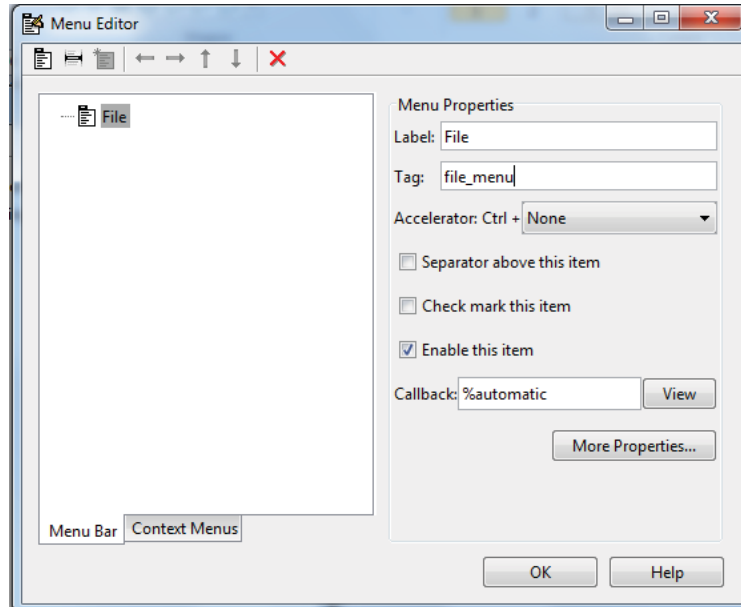 Menu Editor
File
Menu Properties
Label: File
Tag: file_menu
Accelerator: Ctrl + None
Separator above this item
Check mark this item
Enable this item
Callback: %automatic View
More Properties...
Menu Bar Context Menus
OK Help